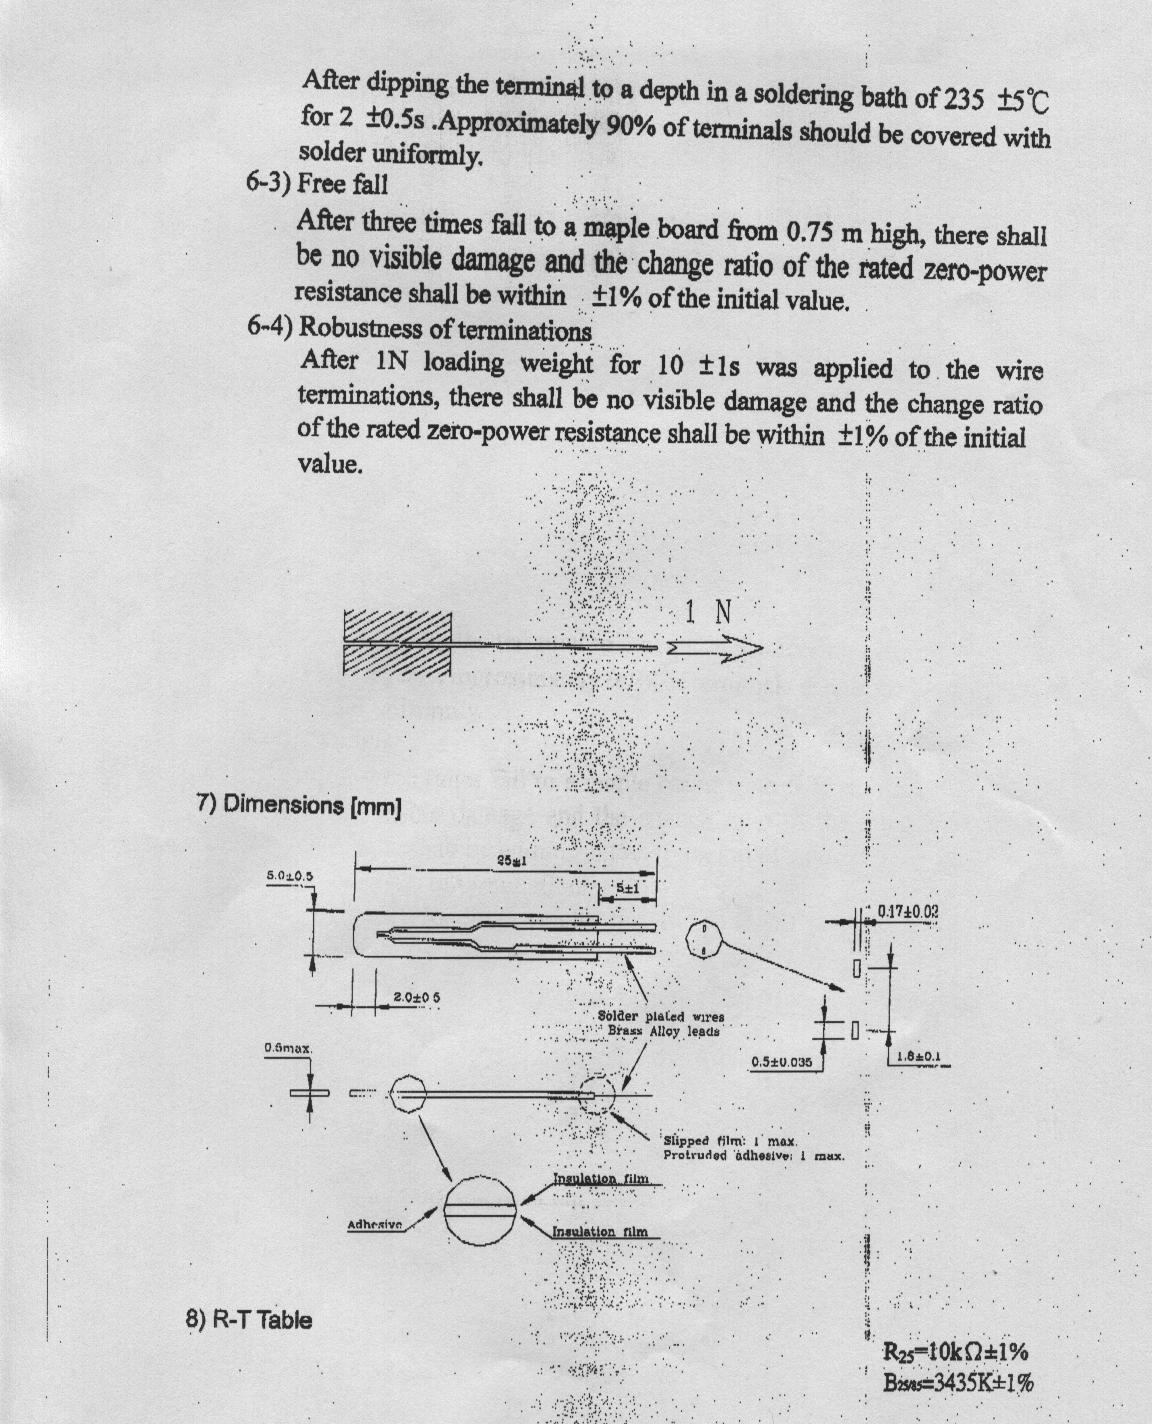 After dipping the terminal to a depth in a soldering bath of 235 ±5℃
for 2 ±0.5s .Approximately 90% of terminals should be covered with
solder uniformly.
6-3) Free fall
After three times fall to a maple board from 0.75 m high, there shall
be no visible damage and the change ratio of the rated zero-power
resistance shall be within ±1% of the initial value.
6-4) Robustness of terminations
After 1N loading weight for 10 ±1s was applied to the wire
terminations, there shall be no visible damage and the change ratio
of the rated zero-power resistance shall be within ±1% of the initial
value.
1 N
7) Dimensions [mm]
25±1
5.0±0.5
5±1
0.17±0.02
2.0±0.5
Solder plated wires
Brass Alloy leads
0.6max.
0.5±0.035
1.8±0.1
Slipped film: 1 max.
Protruded adhesive: 1 max.
Insulation film
Adhesive
Insulation film
8) R-T Table
R25=10kΩ±1%
B25/85=3435K±1%